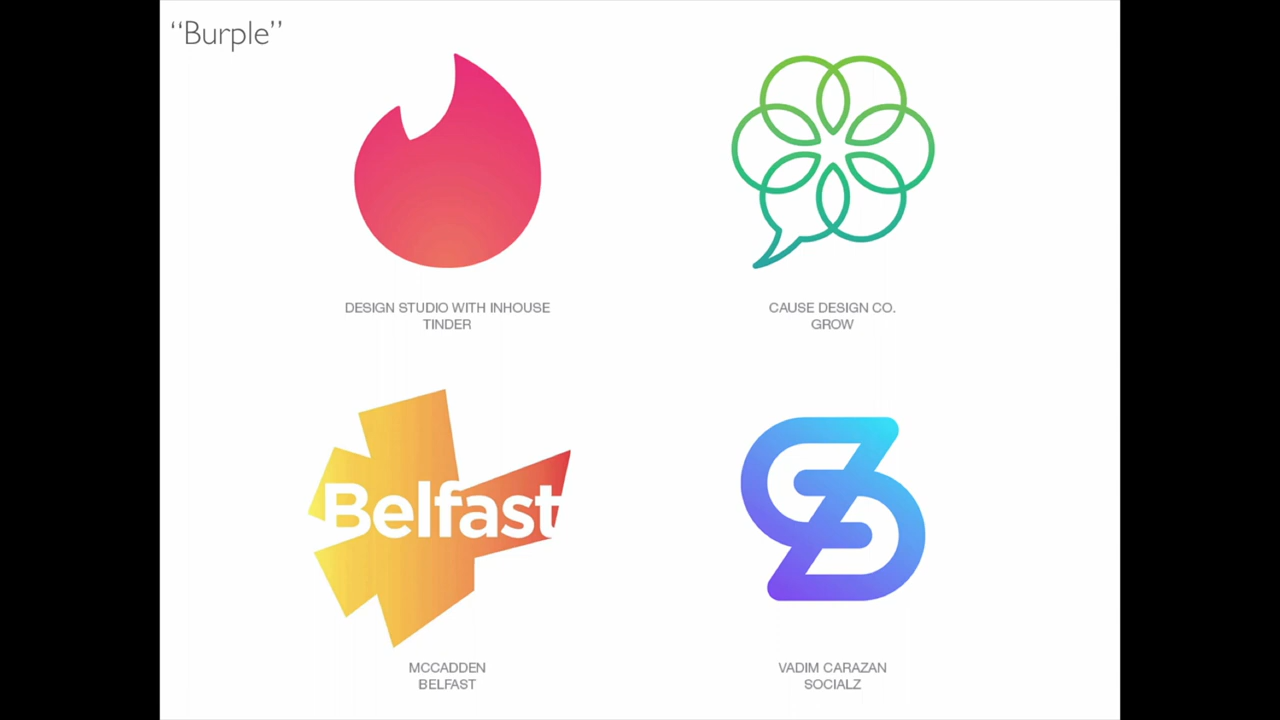 “Burple”
DESIGN STUDIO WITH INHOUSE
TINDER
CAUSE DESIGN CO.
GROW
Belfast
MCCADDEN
BELFAST
VADIM CARAZAN
SOCIALZ